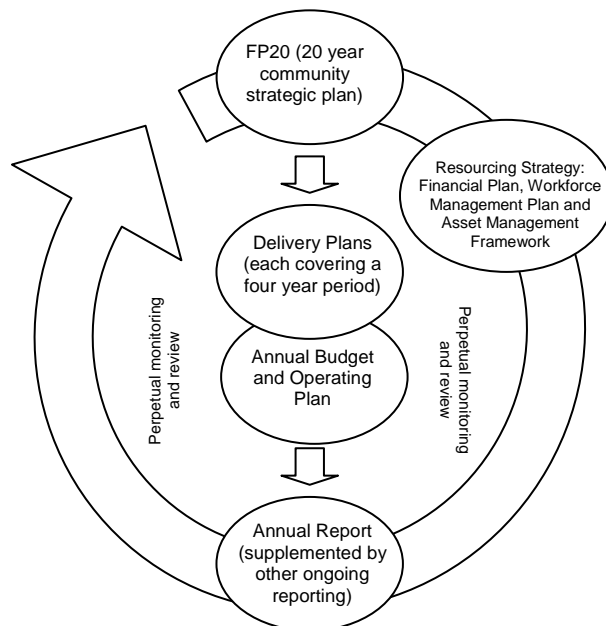 FP20 (20 year
community
strategic plan)
Resourcing Strategy:
Financial Plan, Workforce
Management Plan and
Asset Management
Framework
Delivery Plans
(each covering a
four year period)
Perpetual monitoring
and review
Perpetual monitoring
and review
Annual Budget
and Operating
Plan
Annual Report
(supplemented by
other ongoing
reporting)